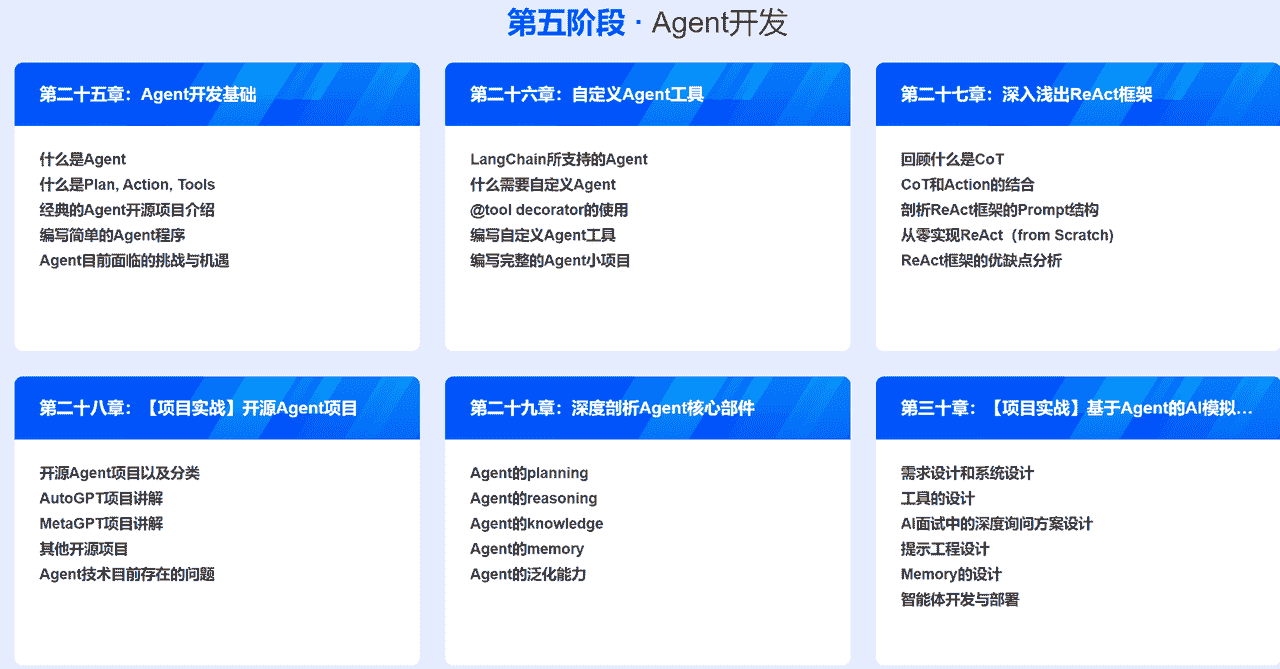 第五阶段 · Agent开发
第二十五章：Agent开发基础
什么是Agent
什么是Plan, Action, Tools
经典的Agent开源项目介绍
编写简单的Agent程序
Agent目前面临的挑战与机遇
第二十六章：自定义Agent工具
LangChain所支持的Agent
什么需要自定义Agent
@tool decorator的使用
编写自定义Agent工具
编写完整的Agent小项目
第二十七章：深入浅出ReAct框架
回顾什么是CoT
CoT和Action的结合
剖析ReAct框架的Prompt结构
从零实现ReAct（from Scratch)
ReAct框架的优缺点分析
第二十八章：【项目实战】开源Agent项目
开源Agent项目以及分类
AutoGPT项目讲解
MetaGPT项目讲解
其他开源项目
Agent技术目前存在的问题
第二十九章：深度剖析Agent核心部件
Agent的planning
Agent的reasoning
Agent的knowledge
Agent的memory
Agent的泛化能力
第三十章：【项目实战】基于Agent的AI模拟...
需求设计和系统设计
工具的设计
AI面试中的深度询问方案设计
提示工程设计
Memory的设计
智能体开发与部署